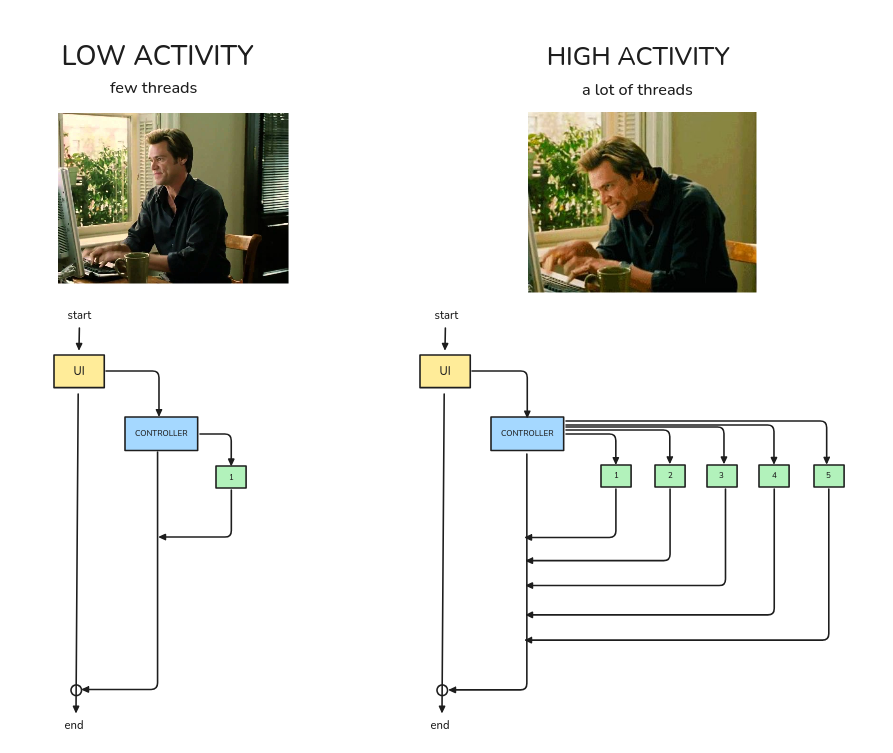 LOW ACTIVITY
few threads
start
UI
CONTROLLER
1
end
HIGH ACTIVITY
a lot of threads
start
UI
CONTROLLER
1
2
3
4
5
end